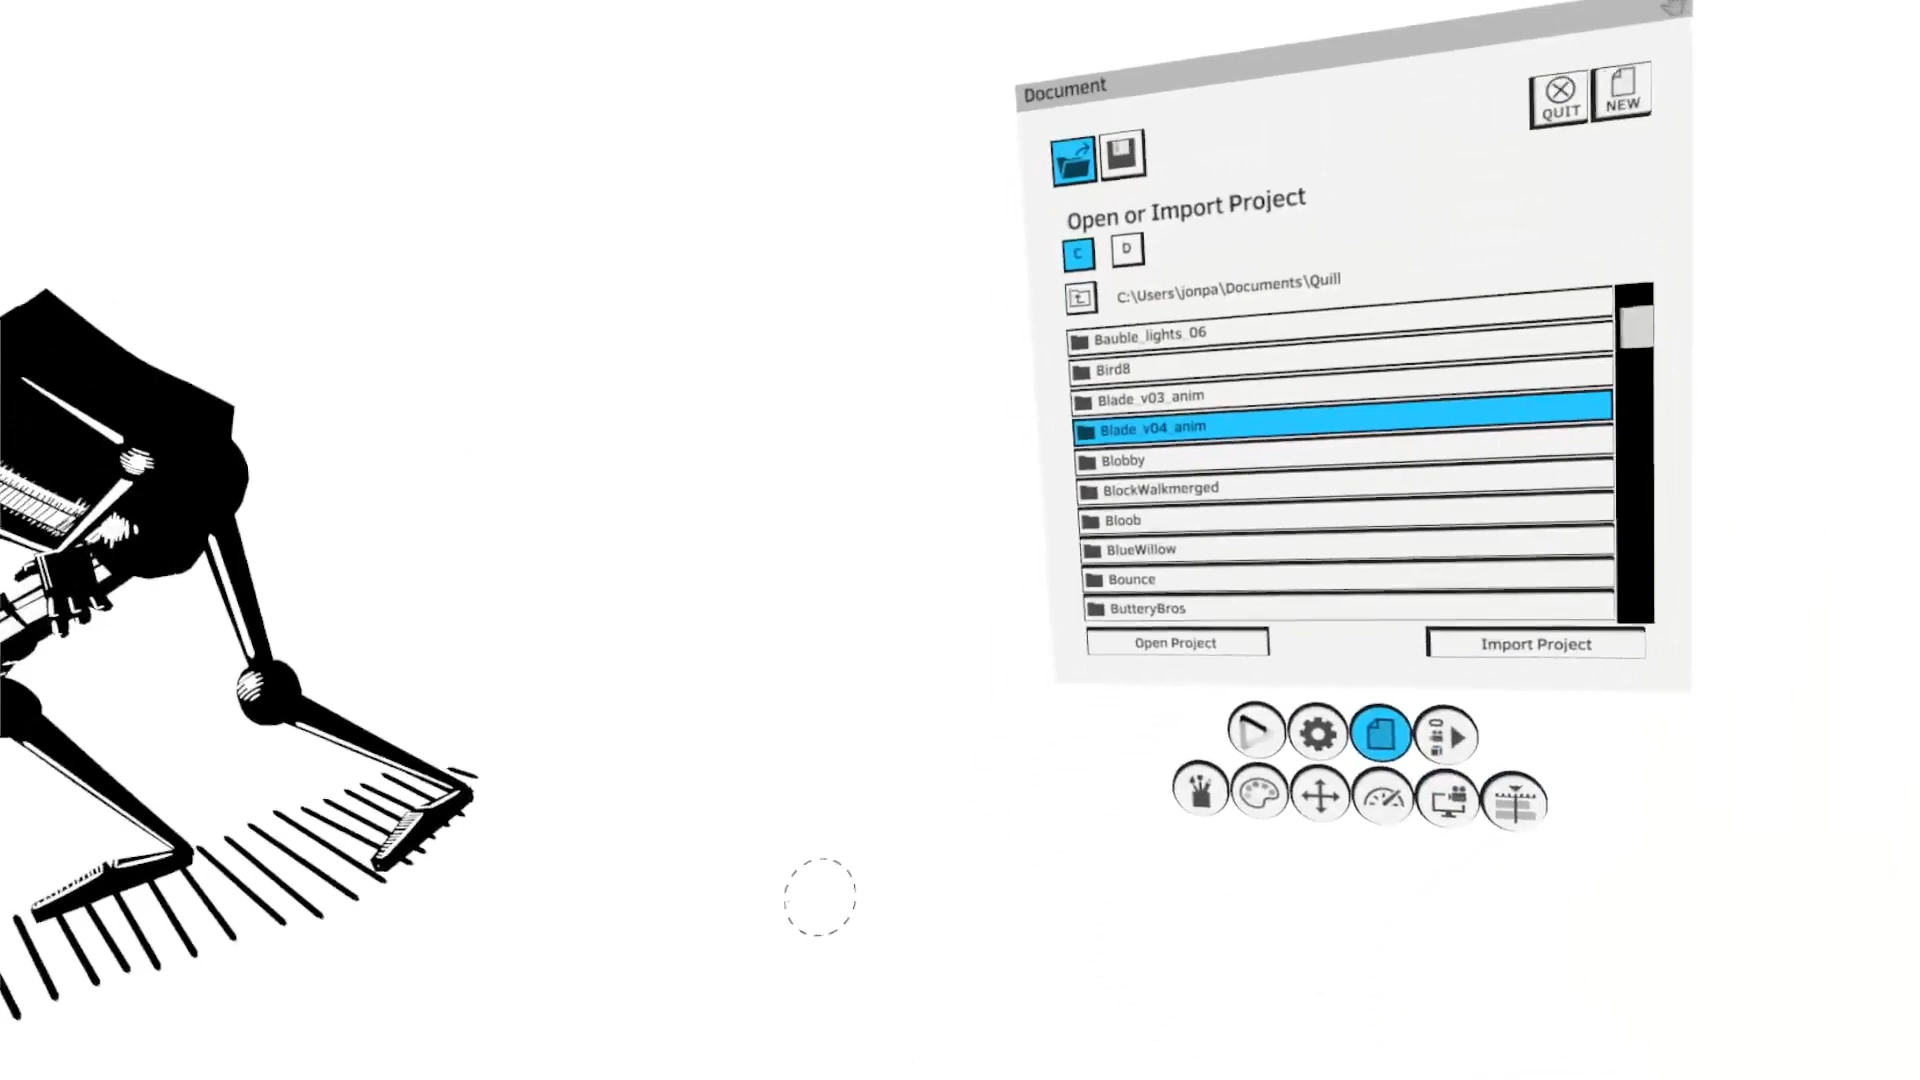 Document
QUIT
NEW
Open or Import Project
C
D
C:\Users\jonpa\Documents\Quill
Bauble_lights_06
Bird8
Blade_v03_anim
Blade_v04_anim
Blobby
BlockWalkmerged
Bloob
BlueWillow
Bounce
ButteryBros
Open Project
Import Project